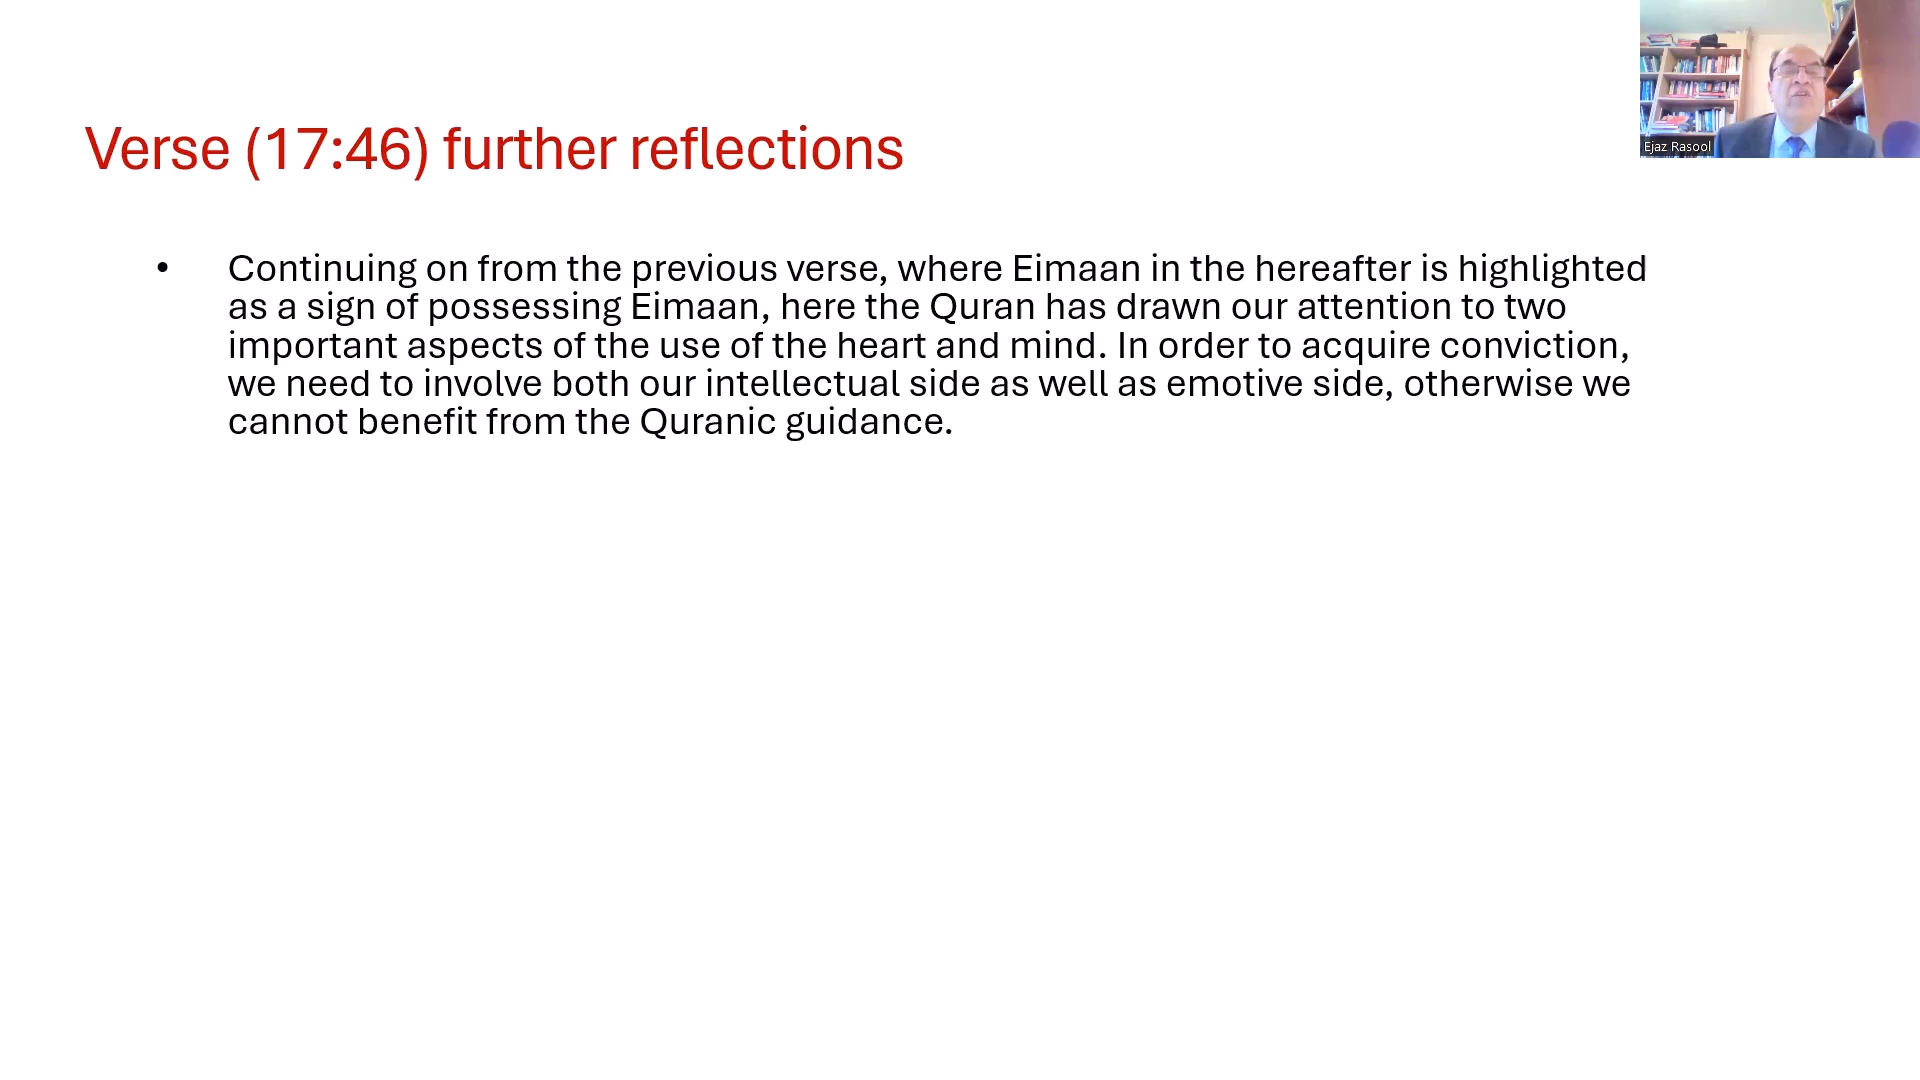 Verse (17:46) further reflections
Ejaz Rasool
• Continuing on from the previous verse, where Eimaan in the hereafter is highlighted
as a sign of possessing Eimaan, here the Quran has drawn our attention to two
important aspects of the use of the heart and mind. In order to acquire conviction,
we need to involve both our intellectual side as well as emotive side, otherwise we
cannot benefit from the Quranic guidance.